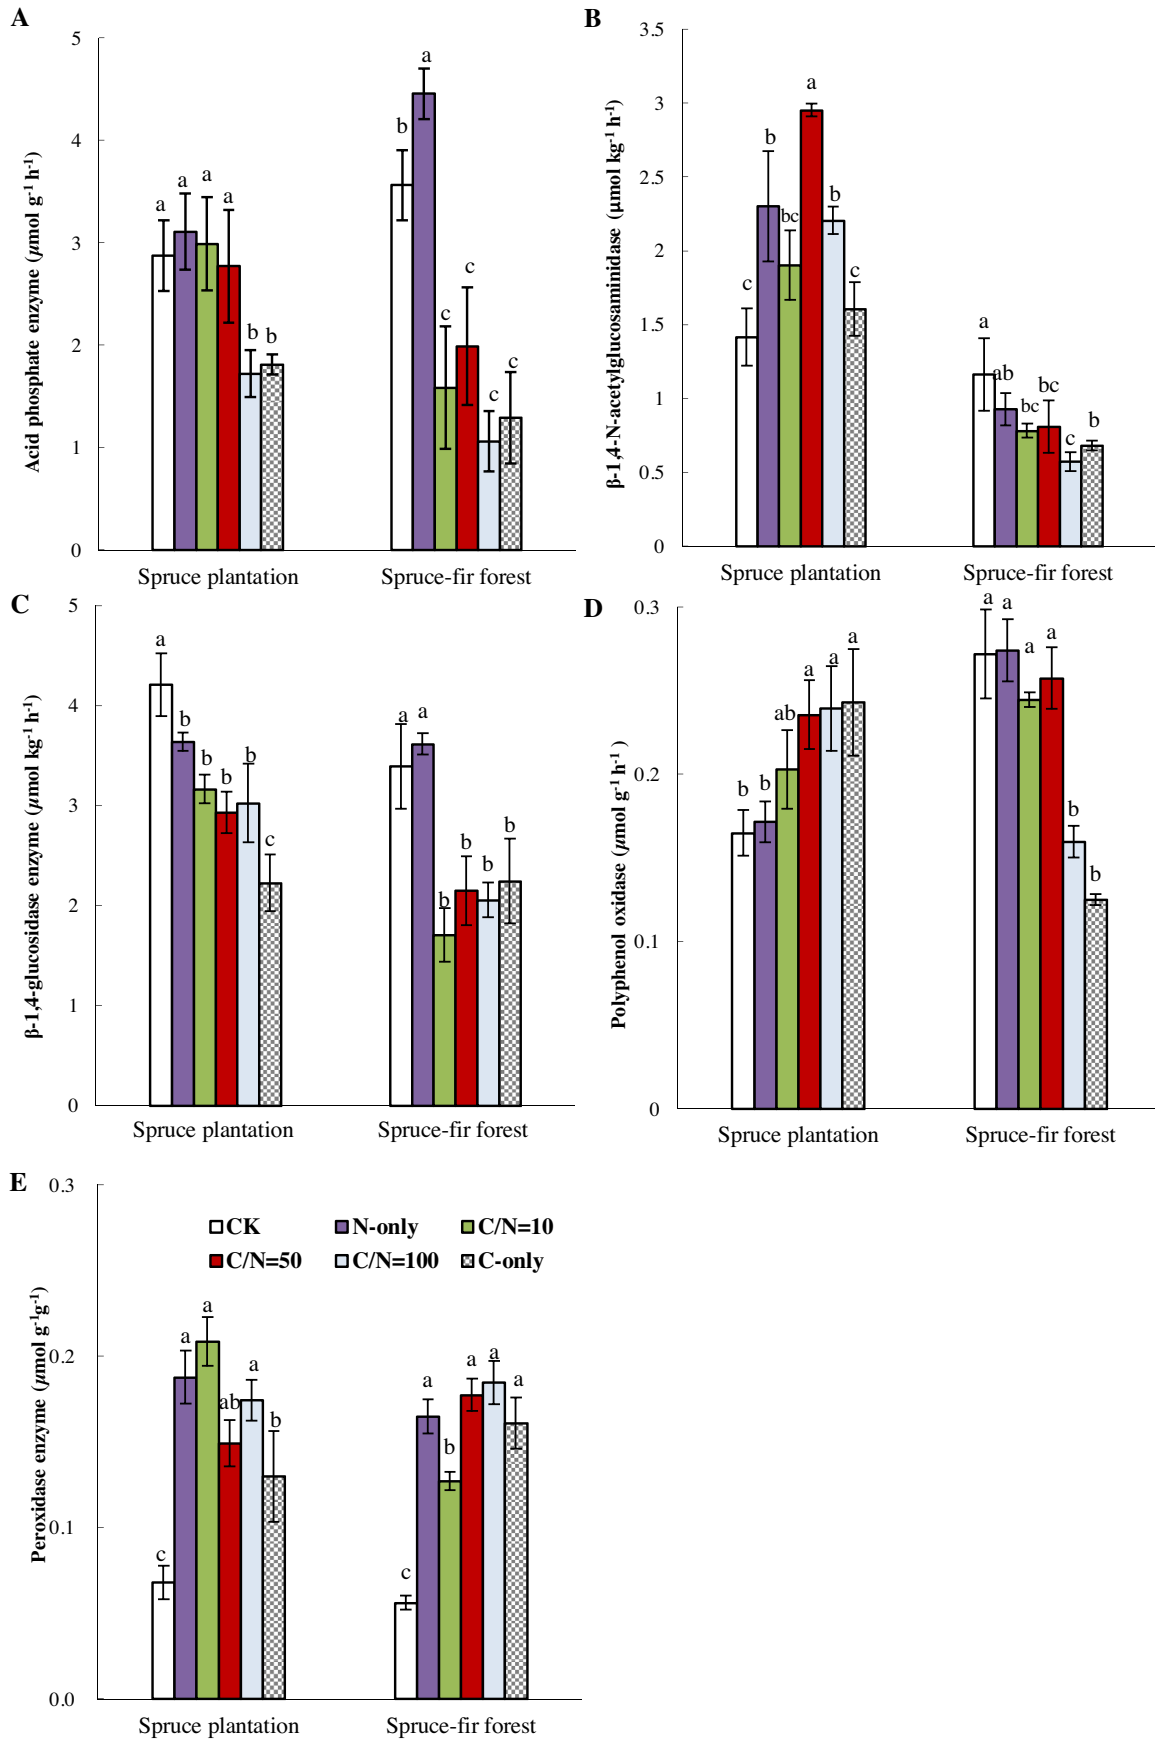 A
Acid phosphate enzyme (µmol g⁻¹ h⁻¹)
5
4
3
2
1
0
a
a
a
a
b
b
b
a
c
c
c
c
Spruce plantation
Spruce-fir forest
B
β-1,4-N-acetylglucosaminidase (µmol kg⁻¹ h⁻¹)
3.5
3
2.5
2
1.5
1
0.5
0
c
b
bc
a
b
c
a
ab
bc
bc
c
b
Spruce plantation
Spruce-fir forest
C
β-1,4-glucosidase enzyme (µmol kg⁻¹ h⁻¹)
5
4
3
2
1
0
a
b
b
b
b
c
a
a
b
b
b
b
Spruce plantation
Spruce-fir forest
D
Polyphenol oxidase (µmol g⁻¹ h⁻¹ )
0.3
0.2
0.1
0
b
b
ab
a
a
a
a
a
a
a
b
b
Spruce plantation
Spruce-fir forest
E
Peroxidase enzyme (µmol g⁻¹g⁻¹)
0.3
0.2
0.1
0.0
CK
N-only
C/N=10
C/N=50
C/N=100
C-only
c
a
a
ab
a
b
c
a
b
a
a
a
Spruce plantation
Spruce-fir forest